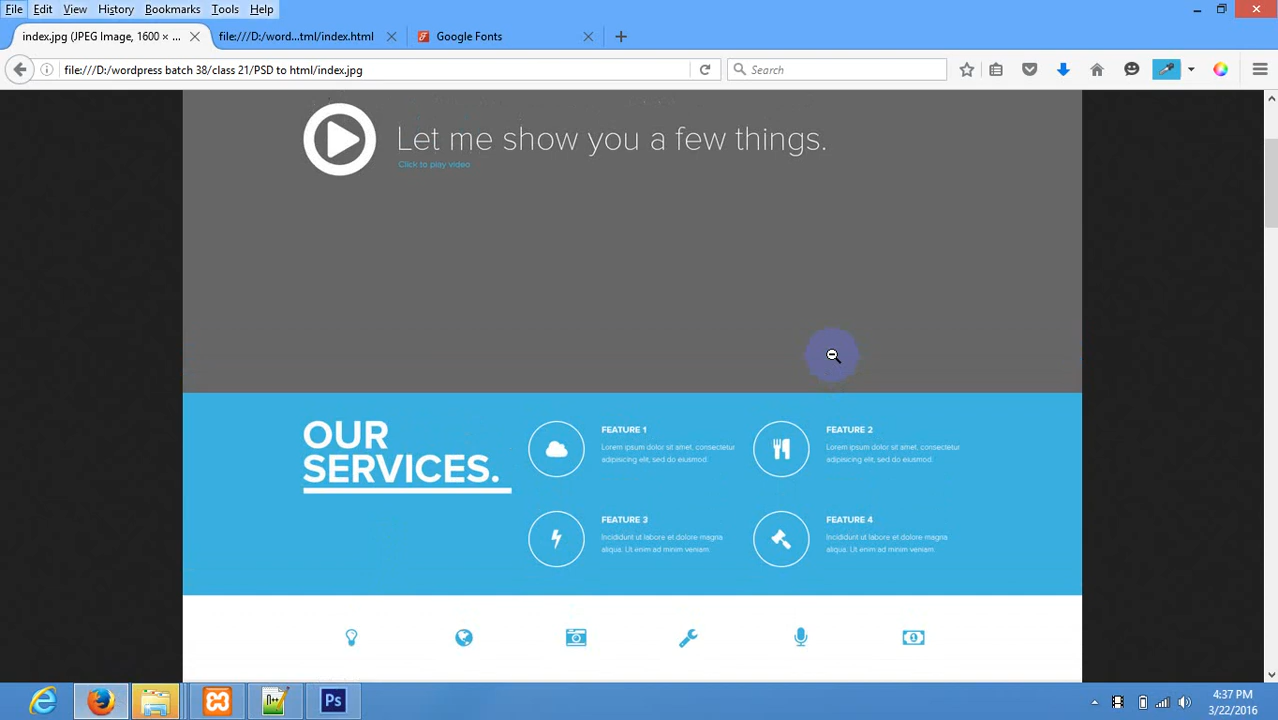 File Edit View History Bookmarks Tools Help
index.jpg (JPEG Image, 1600 × ... file:///D:/word...tml/index.html Google Fonts
file:///D:/wordpress batch 38/class 21/PSD to html/index.jpg Search
Let me show you a few things.
Click to play video
OUR
SERVICES.
FEATURE 1
Lorem ipsum dolor sit amet, consectetur
adipisicing elit, sed do eiusmod.
FEATURE 2
Lorem ipsum dolor sit amet, consectetur
adipisicing elit, sed do eiusmod.
FEATURE 3
Incididunt ut labore et dolore magna
aliqua. Ut enim ad minim veniam.
FEATURE 4
Incididunt ut labore et dolore magna
aliqua. Ut enim ad minim veniam.
Ps
4:37 PM
3/22/2016